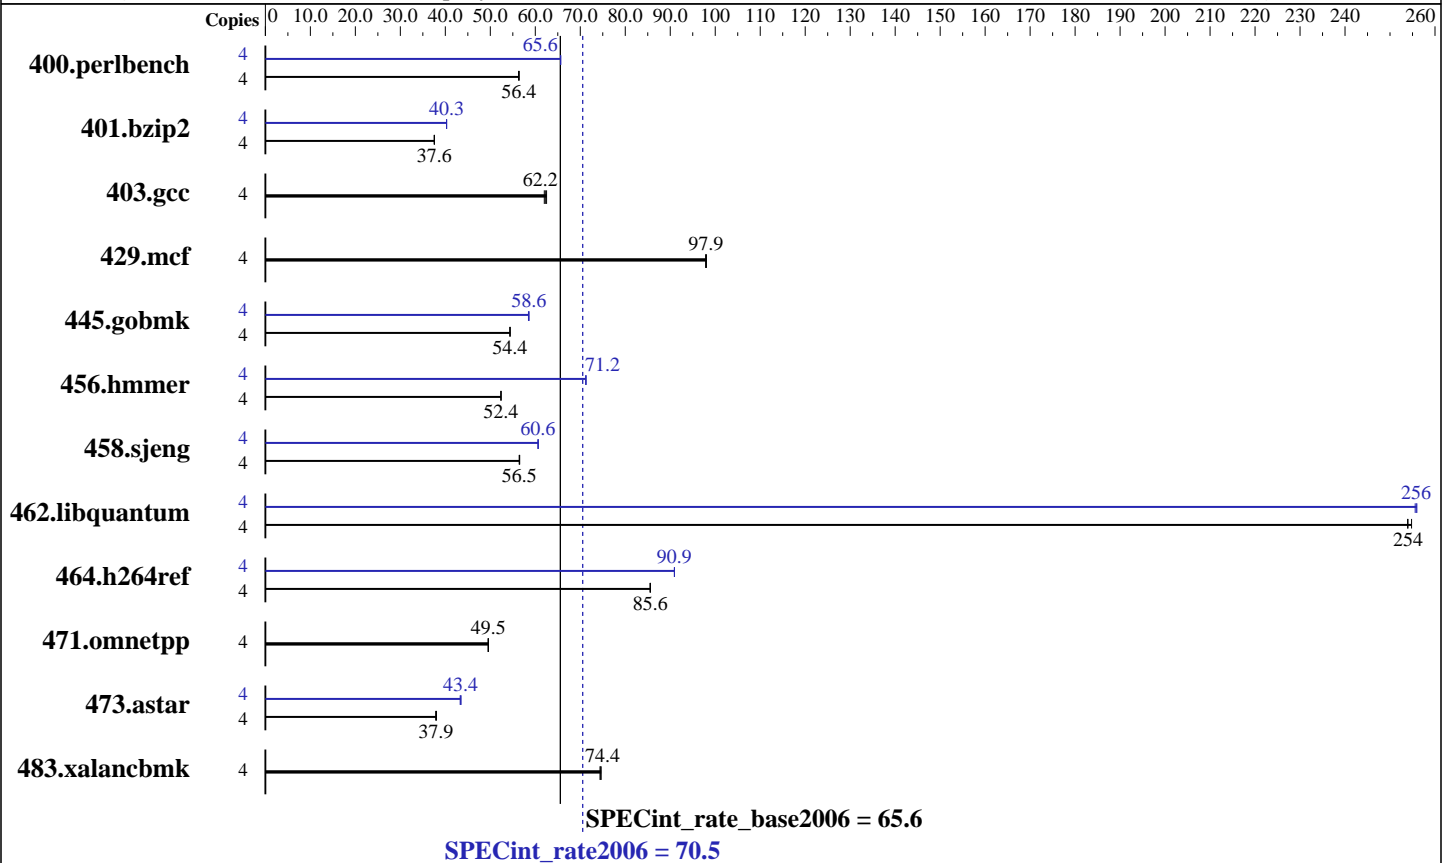 Copies 0 10.0 20.0 30.0 40.0 50.0 60.0 70.0 80.0 90.0 100 110 120 130 140 150 160 170 180 190 200 210 220 230 240 260
400.perlbench 4 65.6
4 56.4
401.bzip2 4 40.3
4 37.6
403.gcc 4 62.2
429.mcf 4 97.9
445.gobmk 4 58.6
4 54.4
456.hmmer 4 71.2
4 52.4
458.sjeng 4 60.6
4 56.5
462.libquantum 4 256
4 254
464.h264ref 4 90.9
4 85.6
471.omnetpp 4 49.5
473.astar 4 43.4
4 37.9
483.xalancbmk 4 74.4
SPECint_rate_base2006 = 65.6
SPECint_rate2006 = 70.5